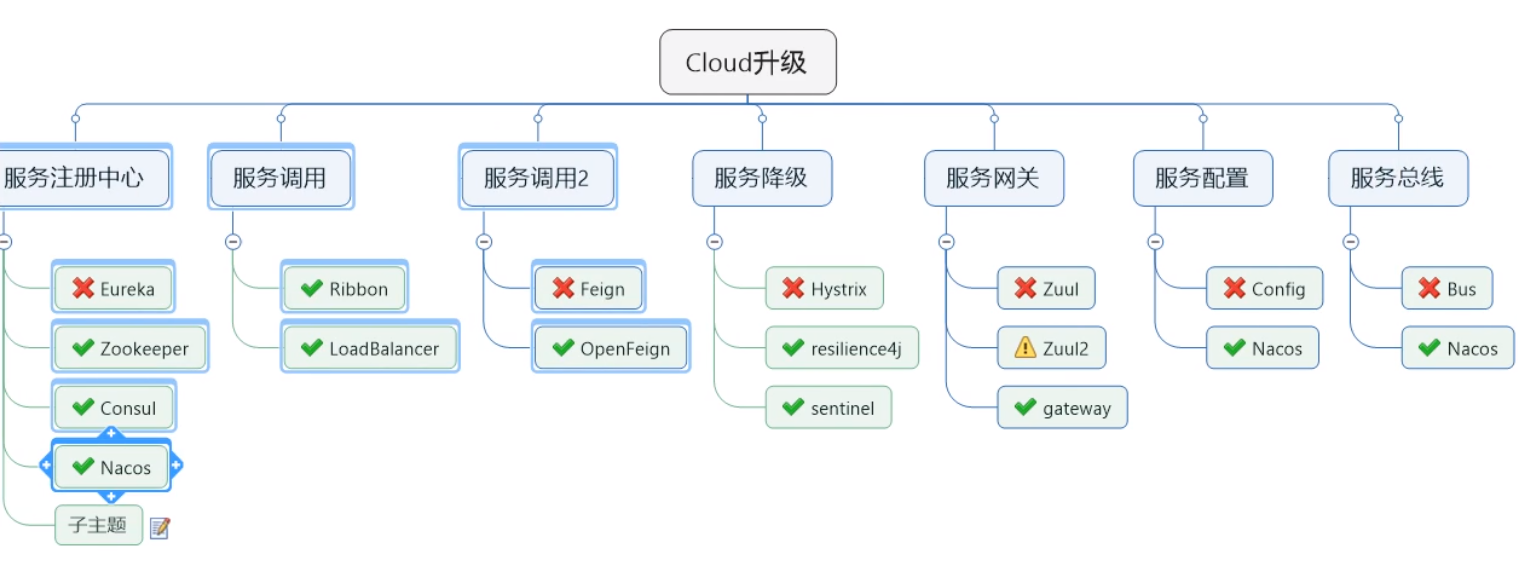 Cloud升级
服务注册中心
服务调用
服务调用2
服务降级
服务网关
服务配置
服务总线
Eureka
Zookeeper
Consul
Nacos
子主题
Ribbon
LoadBalancer
Feign
OpenFeign
Hystrix
resilience4j
sentinel
Zuul
Zuul2
gateway
Config
Nacos
Bus
Nacos